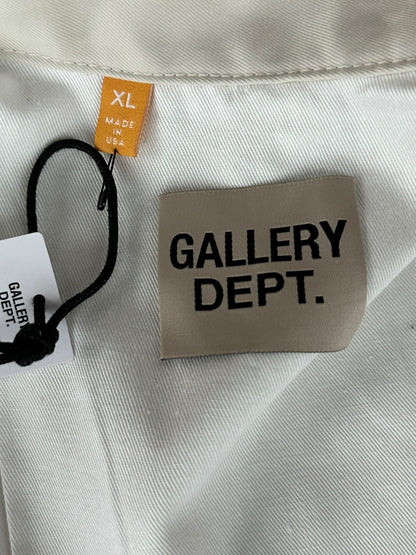 XL
MADE
IN
USA
GALLERY
DEPT.
GALLERY
DEPT.